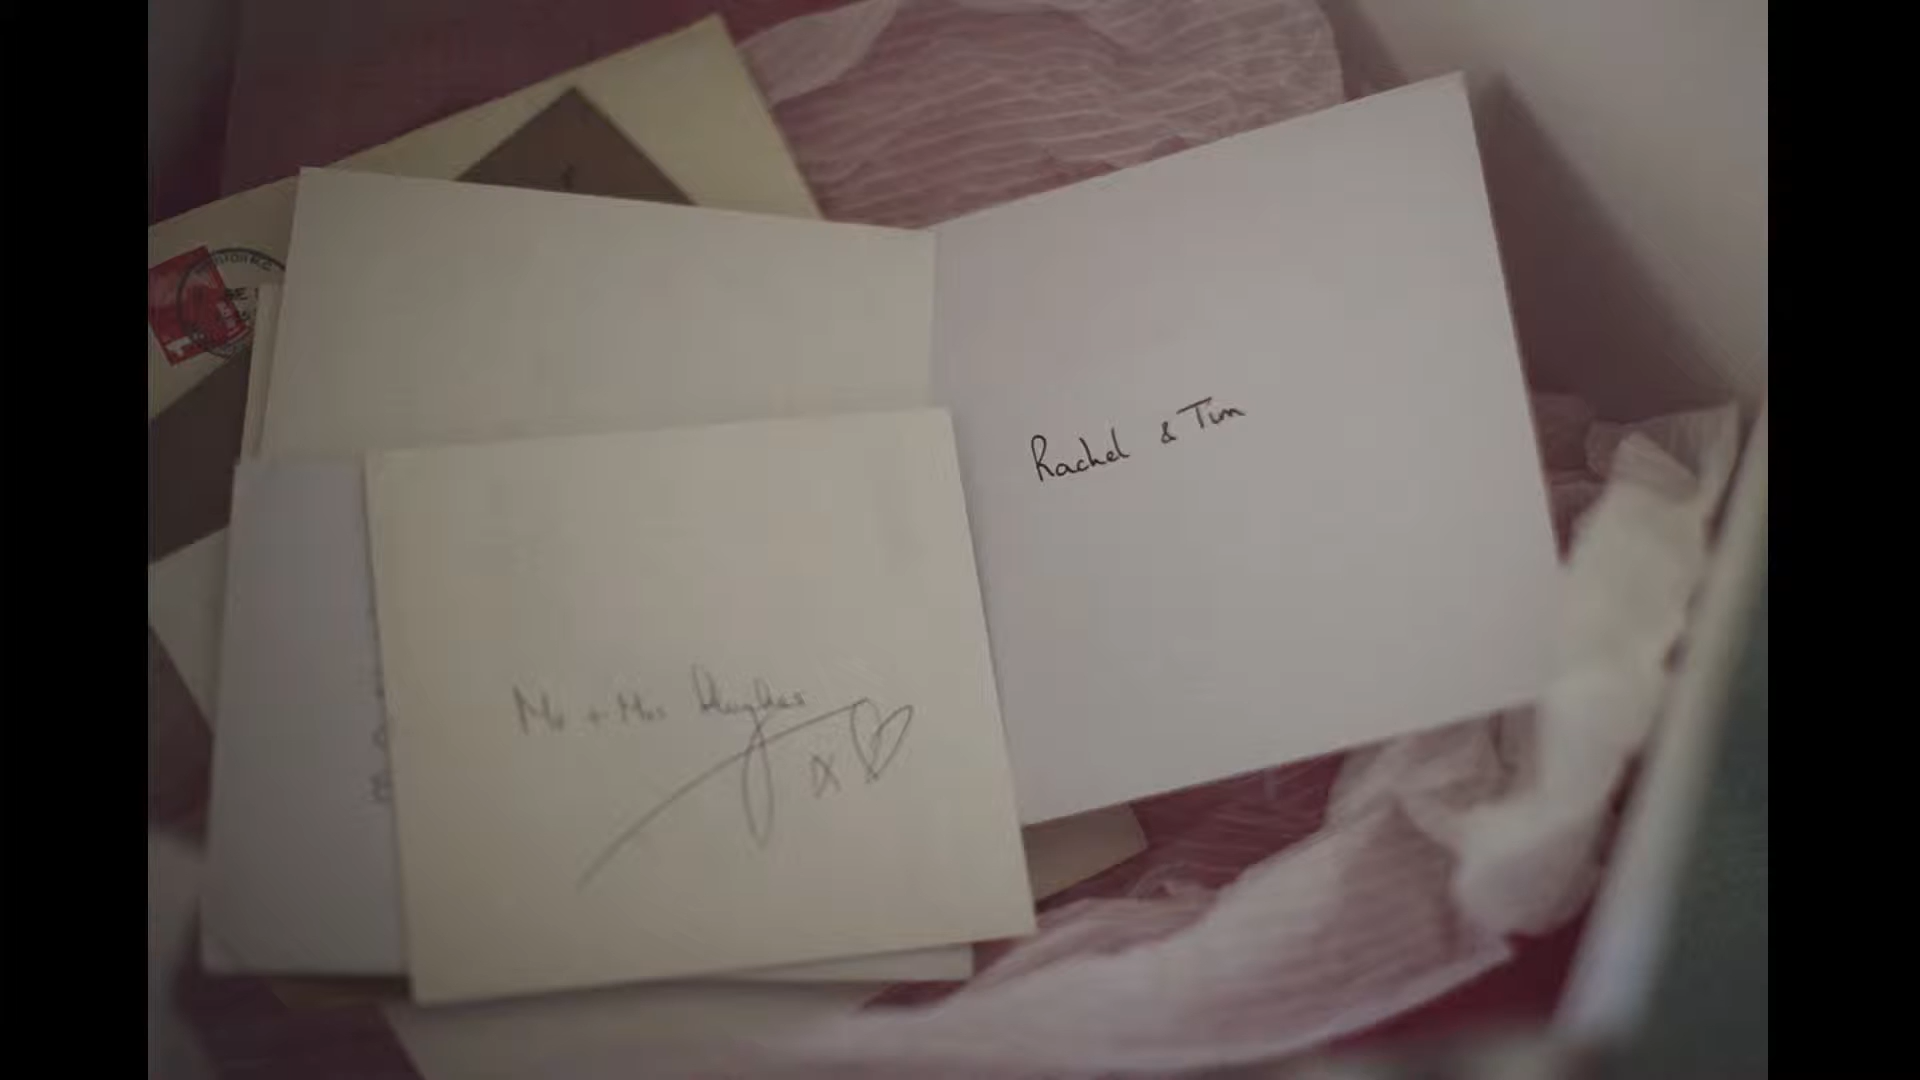 Rachel & Tim
Mr + Mrs Hughes
x